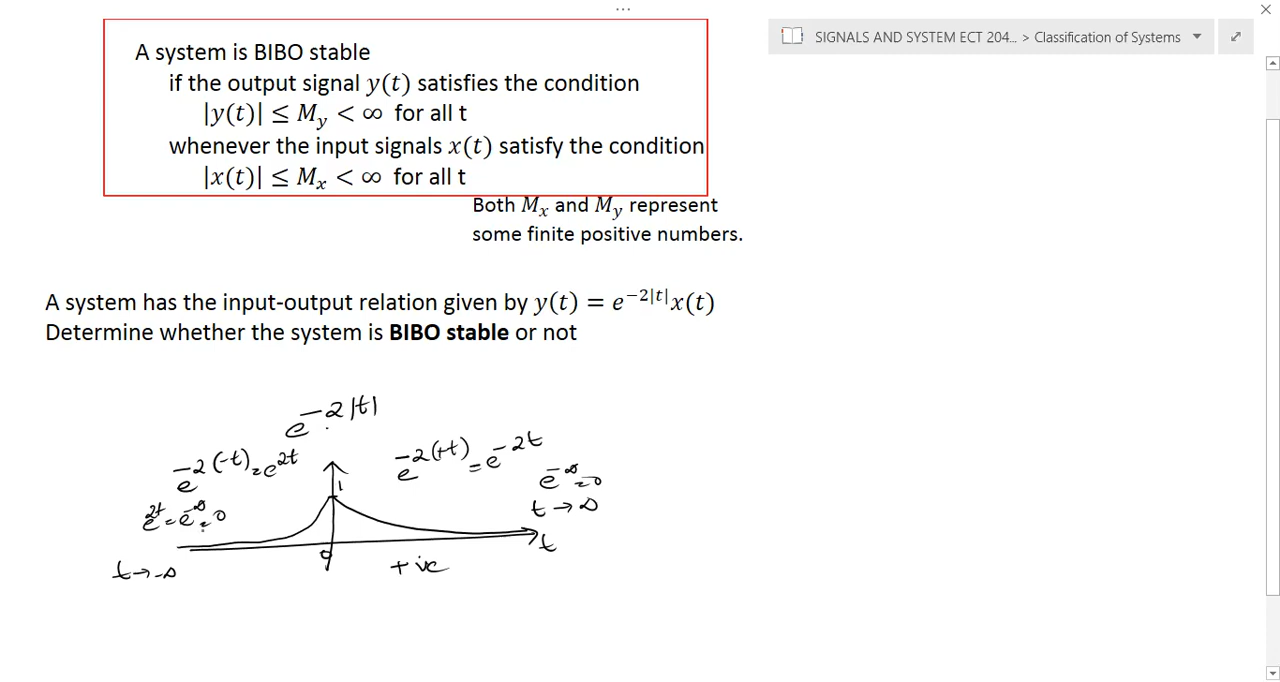 SIGNALS AND SYSTEM ECT 204... > Classification of Systems
A system is BIBO stable
if the output signal y(t) satisfies the condition
|y(t)| ≤ M_y < ∞ for all t
whenever the input signals x(t) satisfy the condition
|x(t)| ≤ M_x < ∞ for all t
Both M_x and M_y represent
some finite positive numbers.
A system has the input-output relation given by y(t) = e^{-2|t|}x(t)
Determine whether the system is BIBO stable or not
e^{-2|t|}
e^{-2(-t)} = e^{2t}
e^{-2(+t)} = e^{-2t}
e^{2t} = e^{-∞} = 0
1
e^{-∞} = 0
t → ∞
t → -∞
0
+ive
t